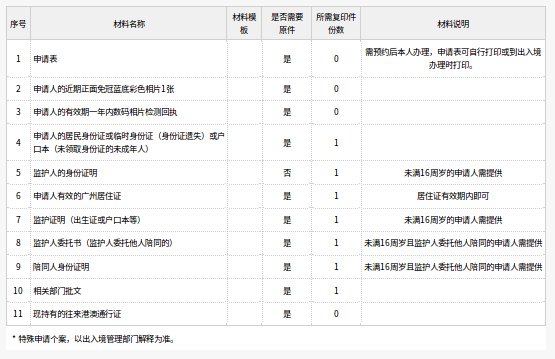 序号 材料名称 材料模板 是否需要原件 所需复印件份数 材料说明
1 申请表 是 0 需预约后本人办理，申请表可自行打印或到出入境办理时打印。
2 申请人的近期正面免冠蓝底彩色相片1张 是 0
3 申请人的有效期一年内数码相片检测回执 是 0
4 申请人的居民身份证或临时身份证（身份证遗失）或户口本（未领取身份证的未成年人） 是 1
5 监护人的身份证明 否 1 未满16周岁的申请人需提供
6 申请人有效的广州居住证 是 1 居住证有效期内即可
7 监护证明（出生证或户口本等） 是 1 未满16周岁的申请人需提供
8 监护人委托书（监护人委托他人陪同的） 是 1 未满16周岁且监护人委托他人陪同的申请人需提供
9 陪同人身份证明 是 1 未满16周岁且监护人委托他人陪同的申请人需提供
10 相关部门批文 是 1
11 现持有的往来港澳通行证 是 0
* 特殊申请个案，以出入境管理部门解释为准。